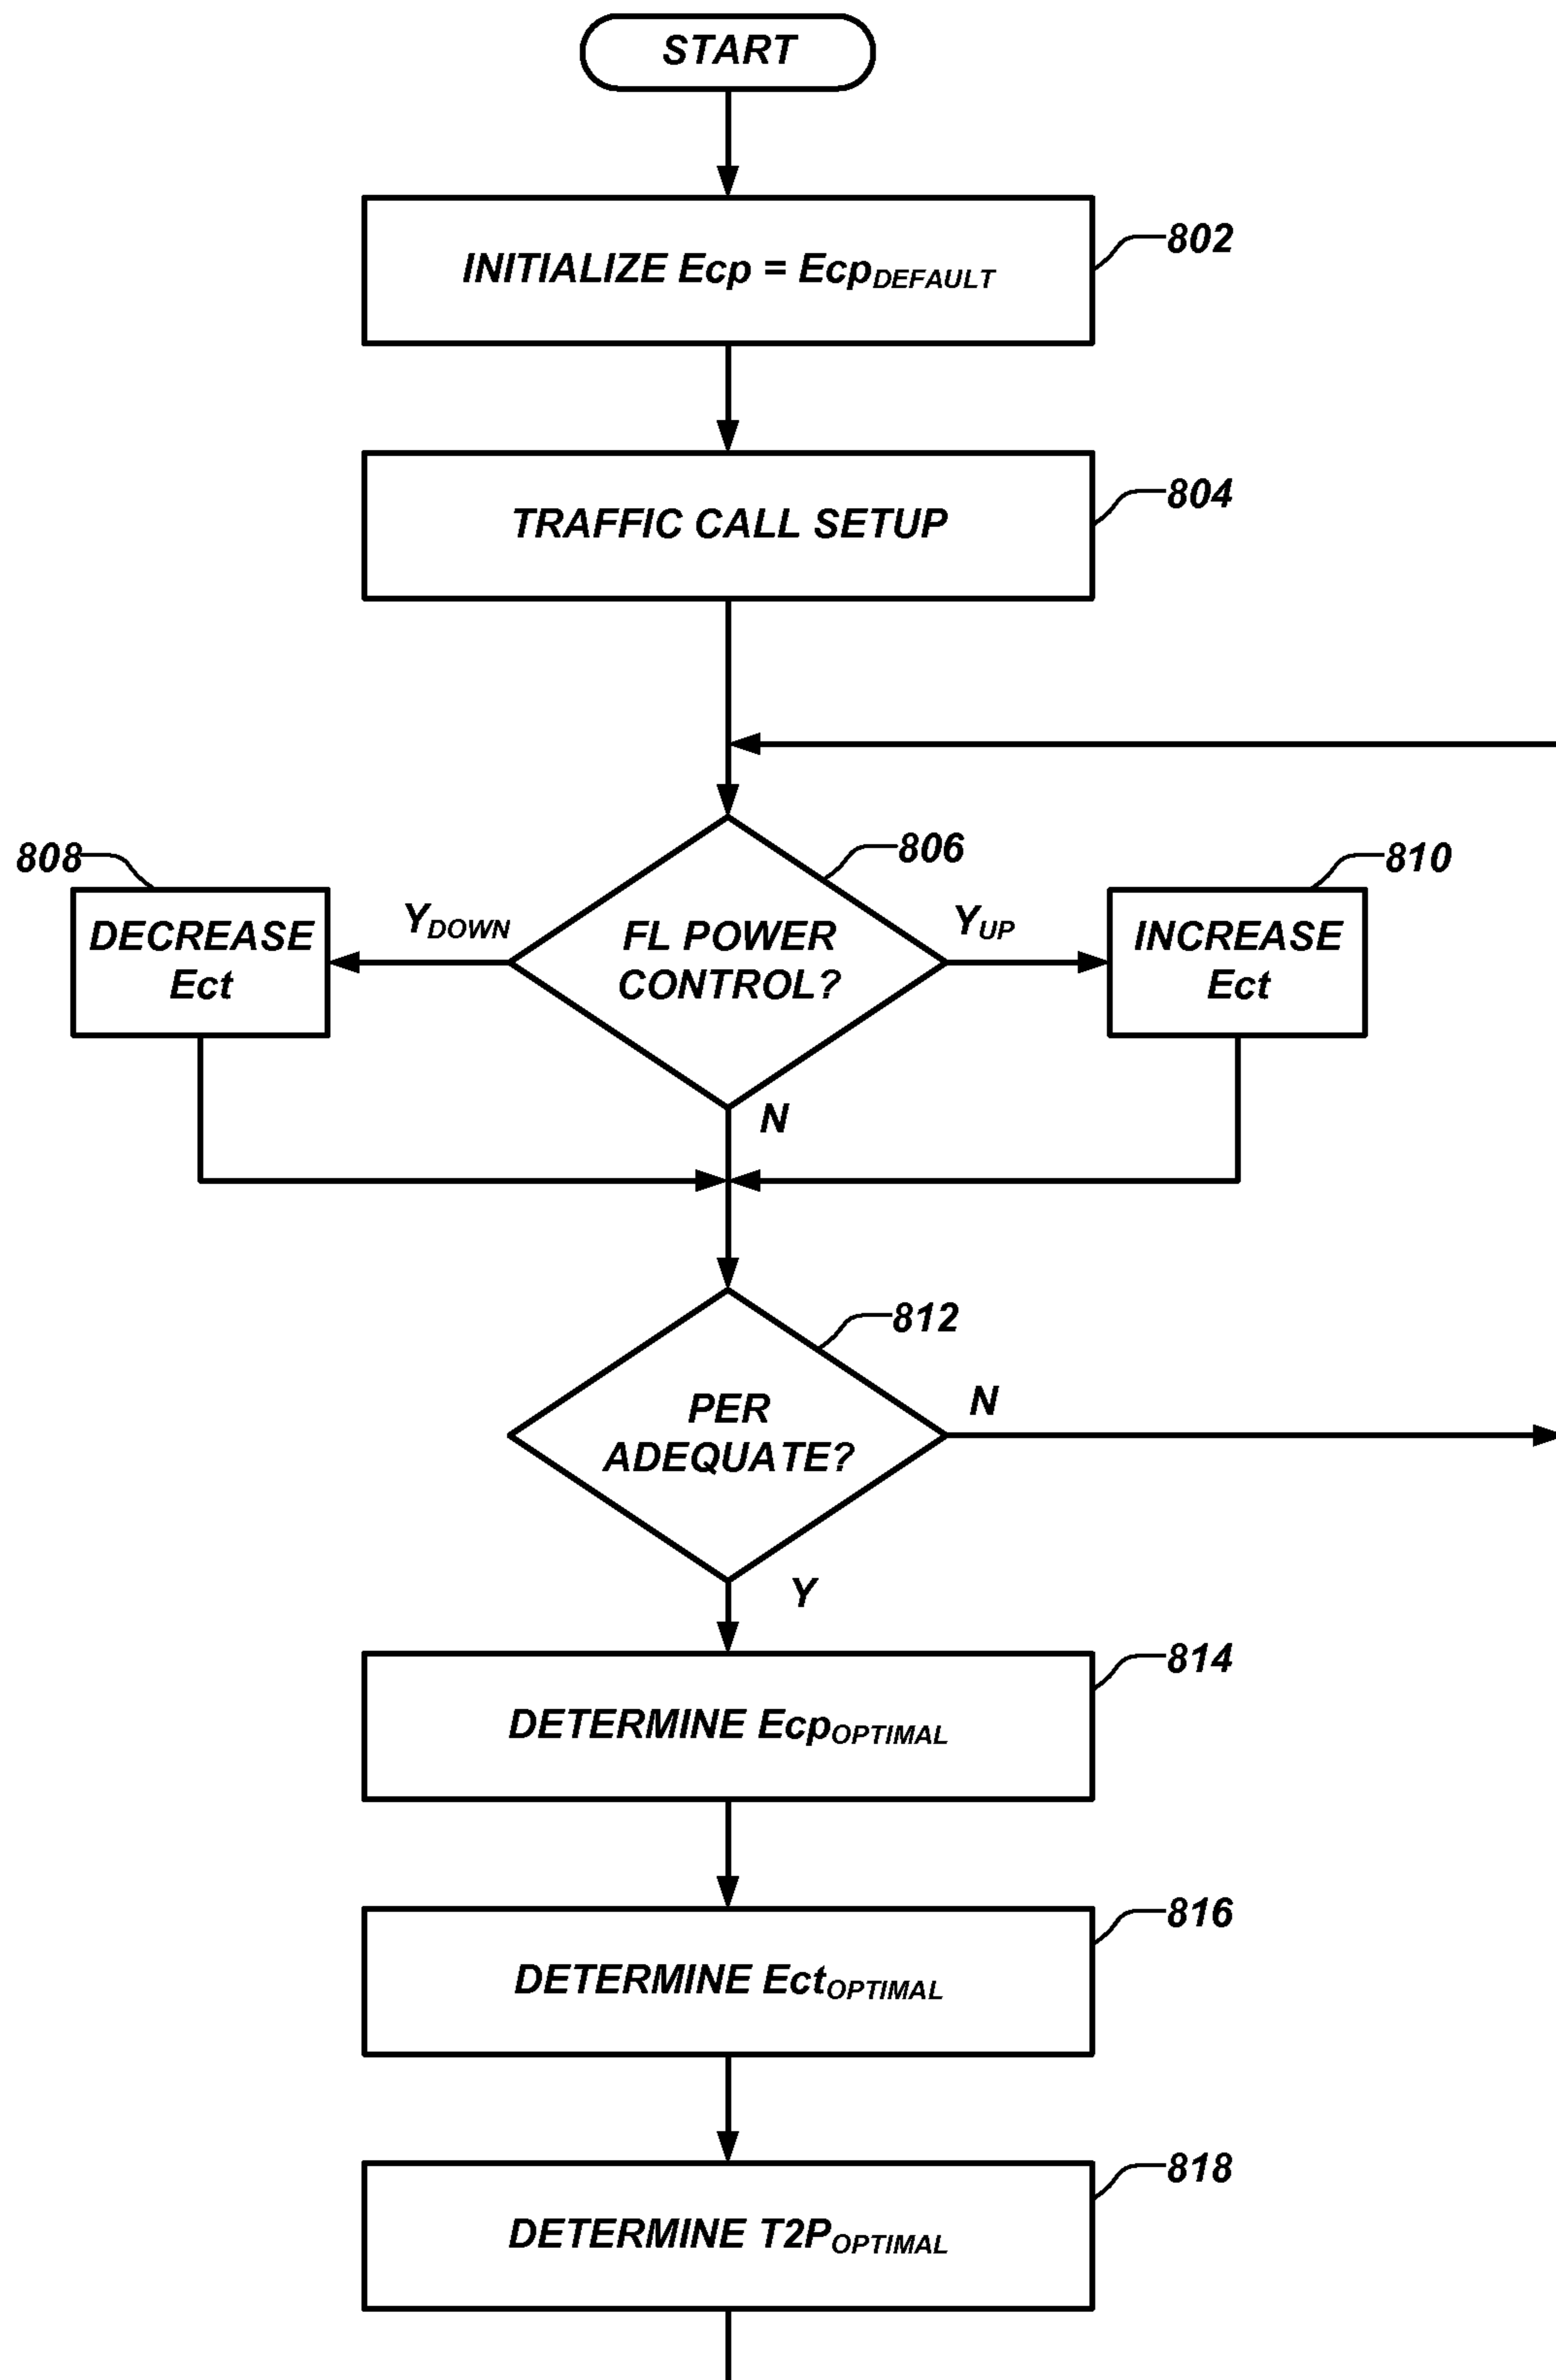 START
INITIALIZE Ecp = EcpDEFAULT
802
TRAFFIC CALL SETUP
804
808
DECREASE
Ect
YDOWN
FL POWER
CONTROL?
806
YUP
810
INCREASE
Ect
N
812
PER
ADEQUATE?
N
Y
DETERMINE EcpOPTIMAL
814
DETERMINE EctOPTIMAL
816
DETERMINE T2POPTIMAL
818